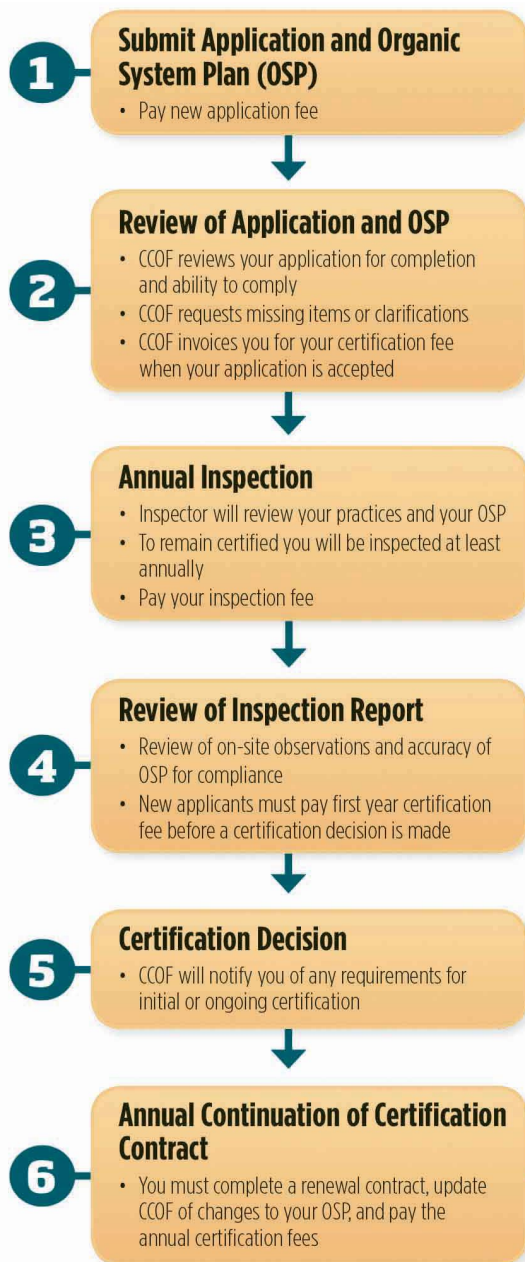 1
Submit Application and Organic
System Plan (OSP)
• Pay new application fee
2
Review of Application and OSP
• CCOF reviews your application for completion
and ability to comply
• CCOF requests missing items or clarifications
• CCOF invoices you for your certification fee
when your application is accepted
3
Annual Inspection
• Inspector will review your practices and your OSP
• To remain certified you will be inspected at least
annually
• Pay your inspection fee
4
Review of Inspection Report
• Review of on-site observations and accuracy of
OSP for compliance
• New applicants must pay first year certification
fee before a certification decision is made
5
Certification Decision
• CCOF will notify you of any requirements for
initial or ongoing certification
6
Annual Continuation of Certification
Contract
• You must complete a renewal contract, update
CCOF of changes to your OSP, and pay the
annual certification fees